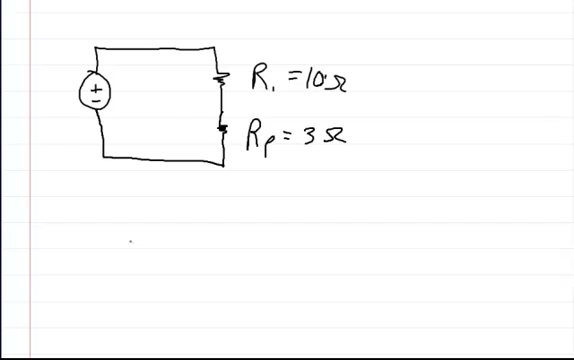 R₁ = 10Ω
+
−
Rₚ = 3Ω